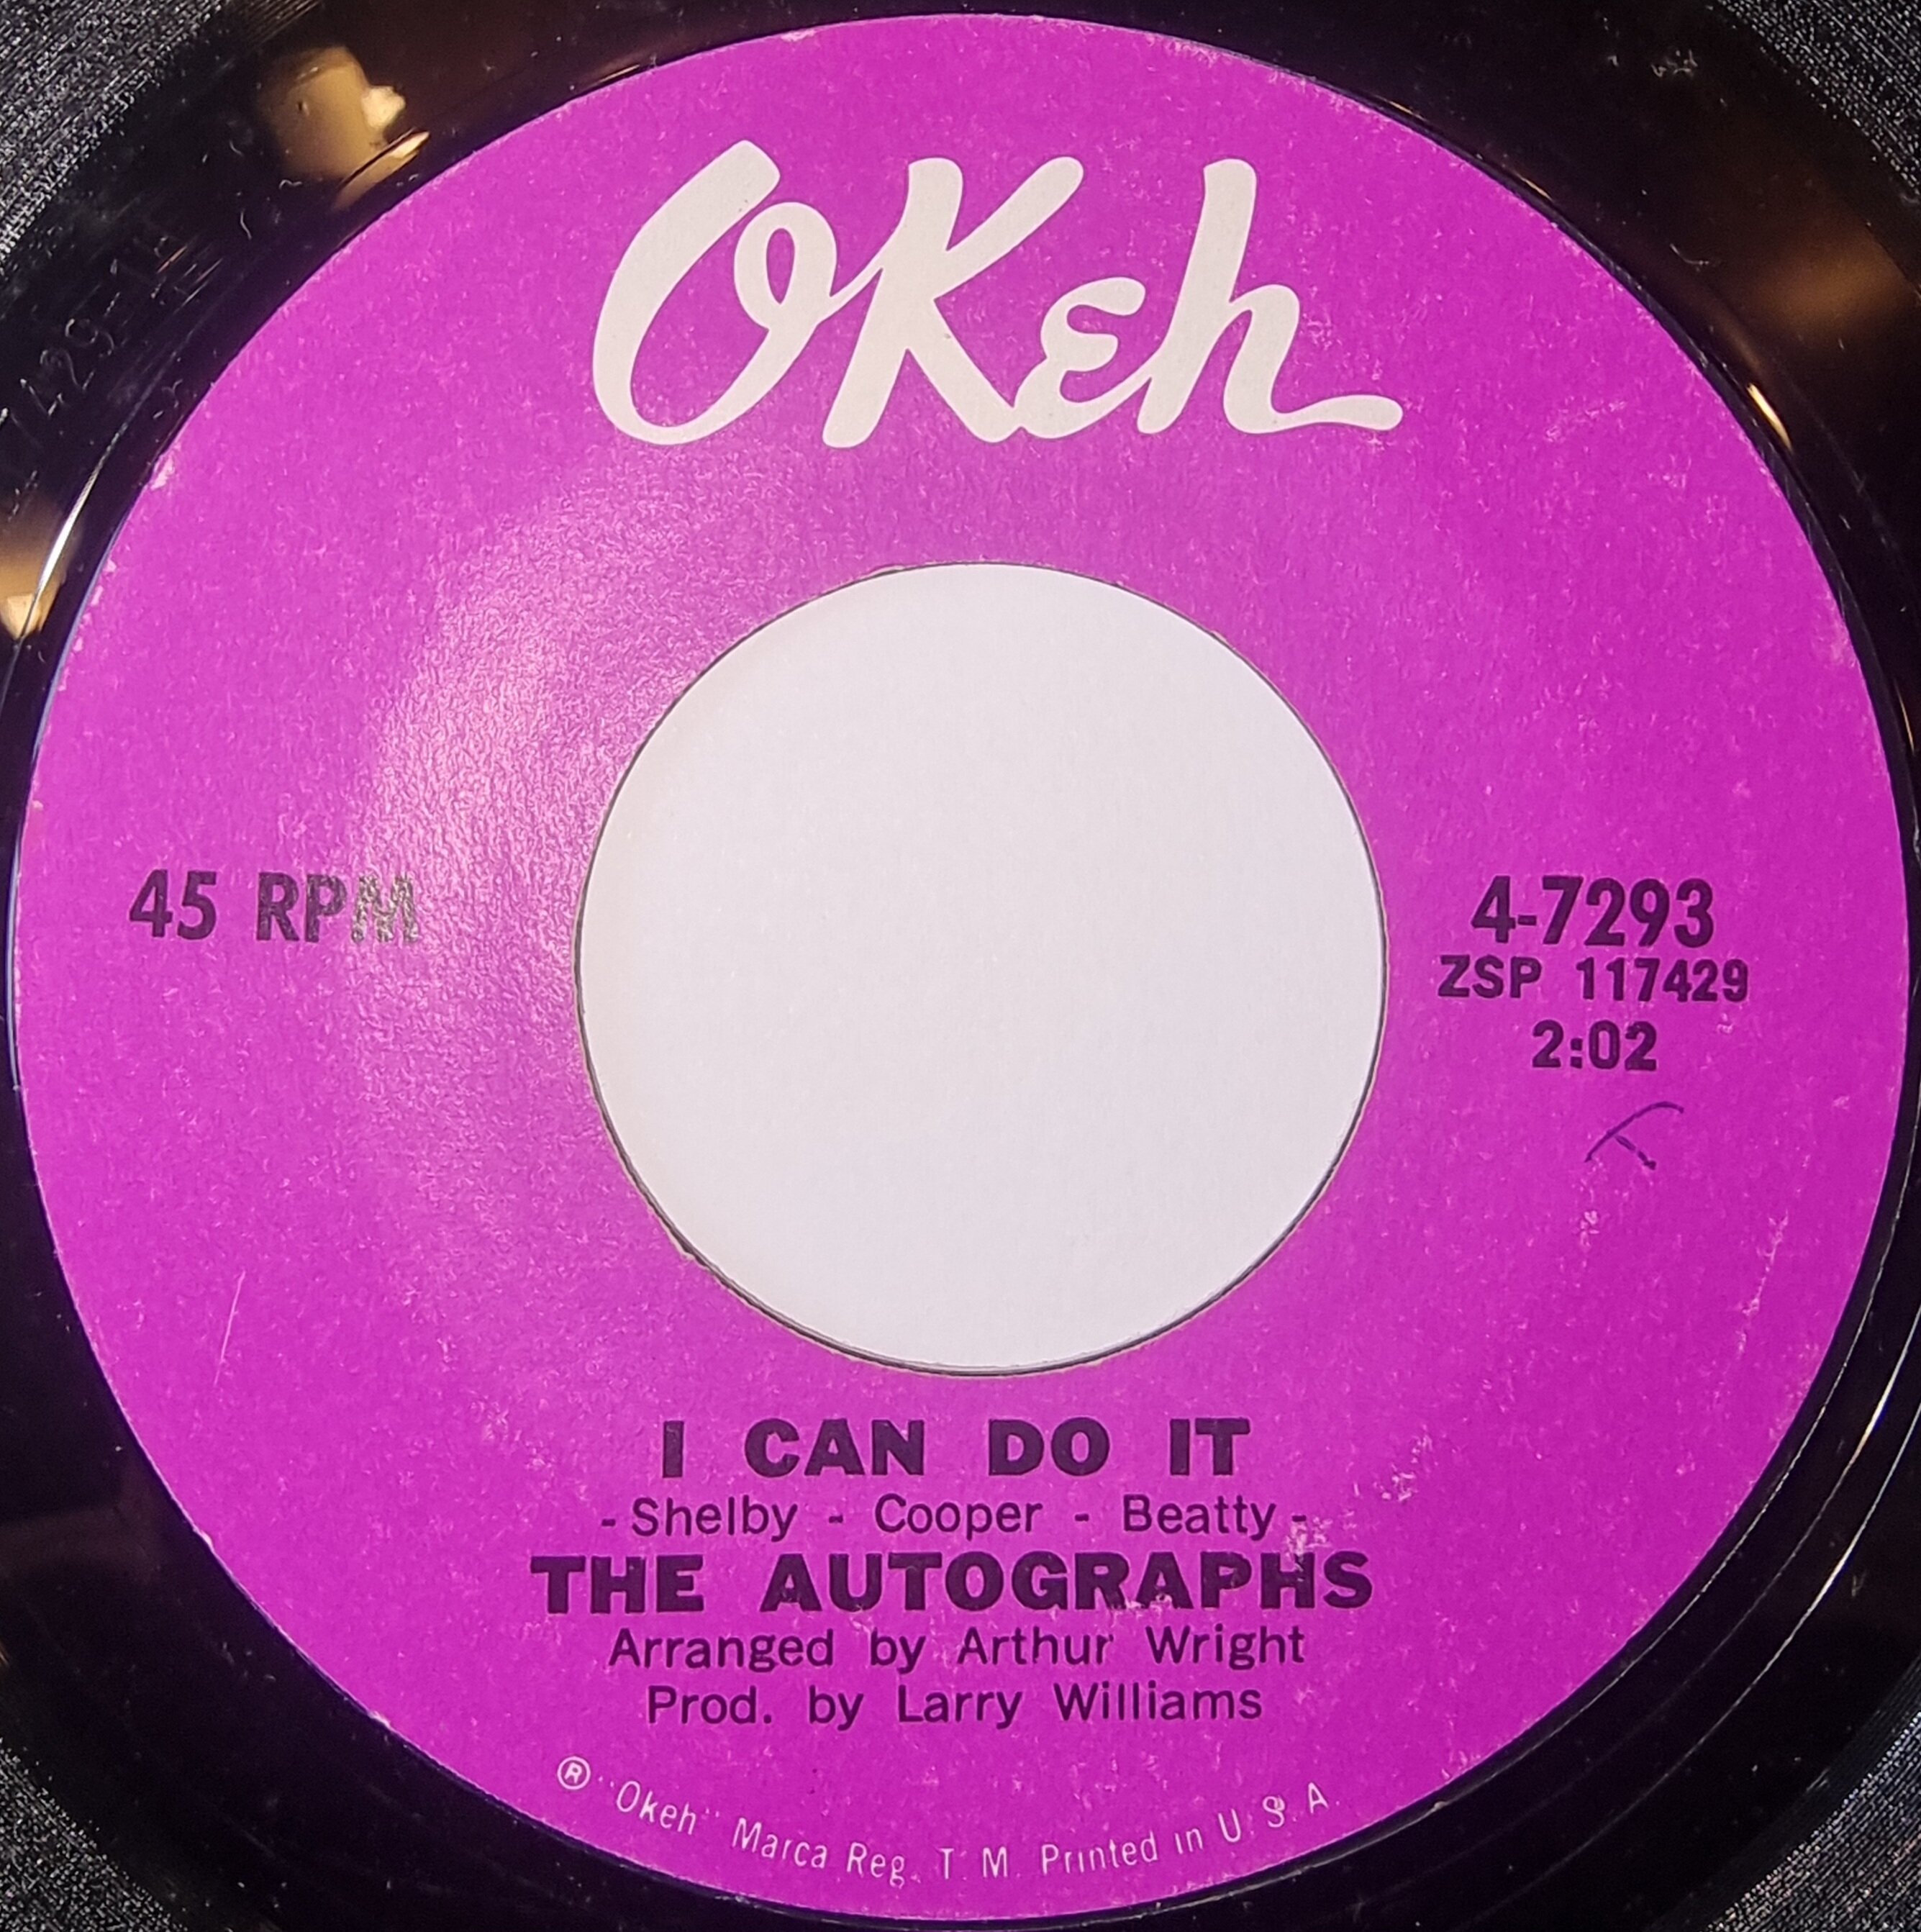 OKeh
45 RPM
4-7293
ZSP 117429
2:02
I CAN DO IT
- Shelby - Cooper - Beatty -
THE AUTOGRAPHS
Arranged by Arthur Wright
Prod. by Larry Williams
® "Okeh" Marca Reg. T. M. Printed in U. S. A.